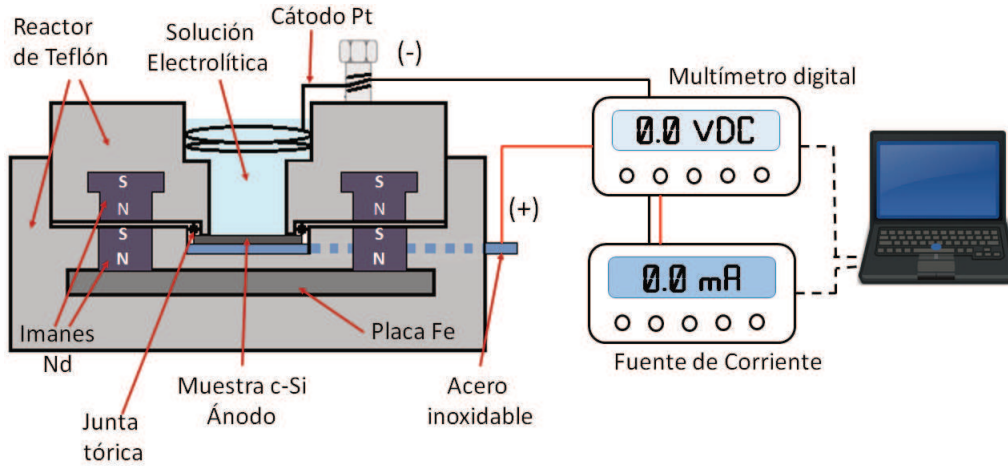 Cátodo Pt
Reactor
de Teflón
Solución
Electrolítica
(-)
Multímetro digital
0.0 VDC
S
N
S
N
S
N
S
N
(+)
0.0 mA
Imanes
Nd
Placa Fe
Fuente de Corriente
Muestra c-Si
Ánodo
Acero
inoxidable
Junta
tórica